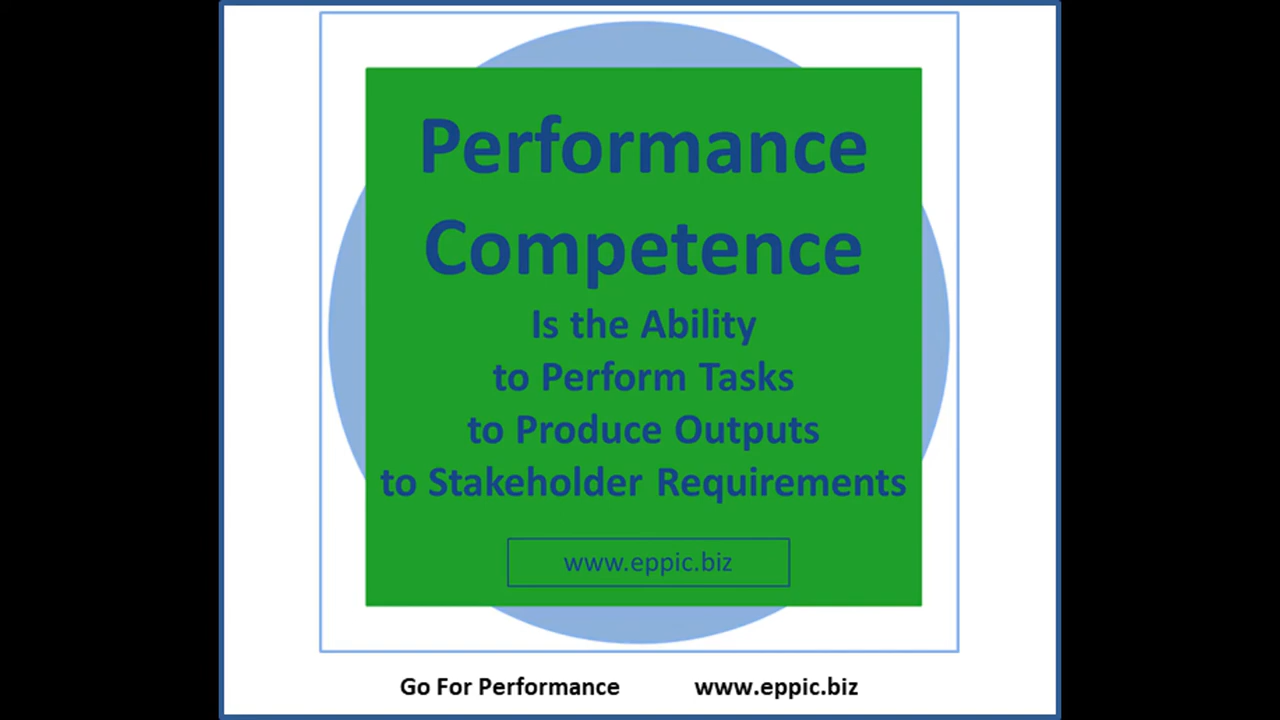 Performance
Competence
Is the Ability
to Perform Tasks
to Produce Outputs
to Stakeholder Requirements
www.eppic.biz
Go For Performance www.eppic.biz